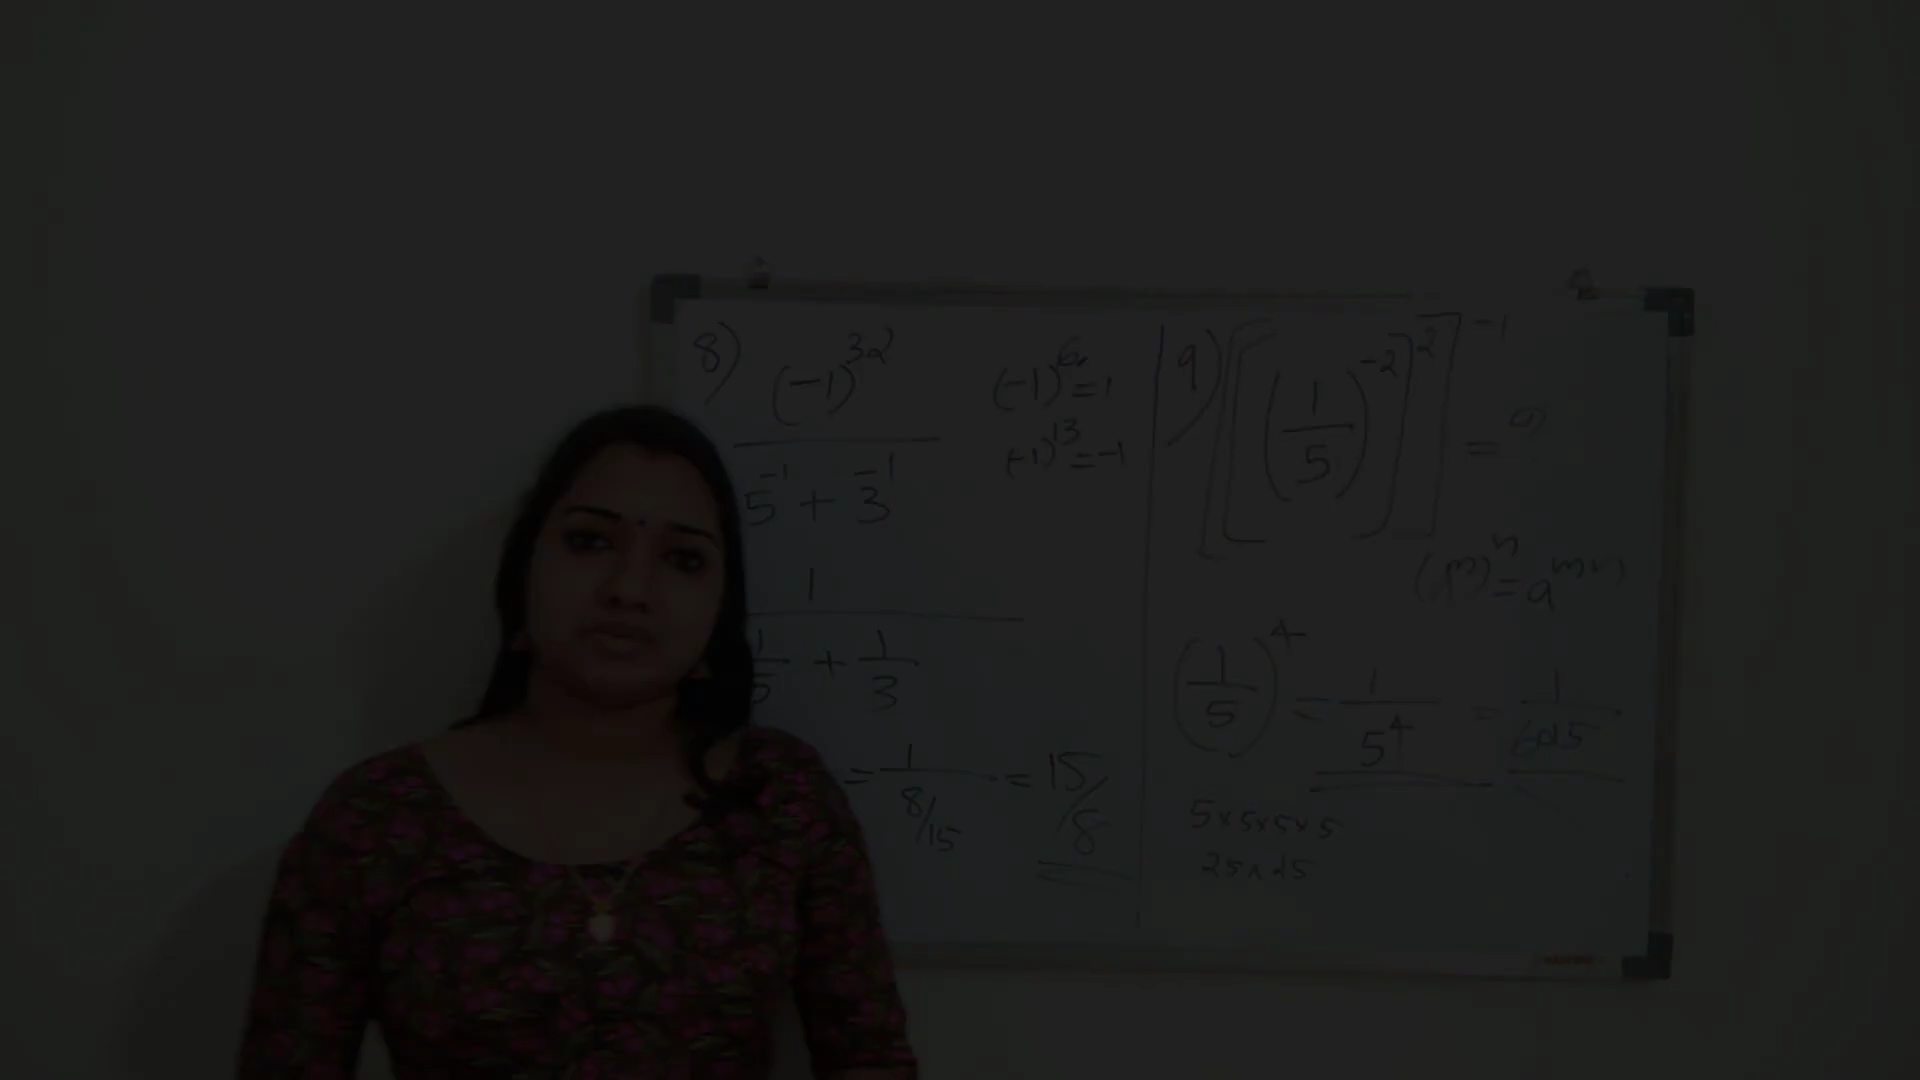 8) (-1)^32 / (5^-1 + 3^-1)
(-1)^6 = 1
(-1)^13 = -1
1 / (1/5 + 1/3)
= 1 / (8/15) = 15/8
9) [[(1/5)^-2]^2]^-1 =
)^n = a^mn
(1/5)^4 = 1/5^4 = 1/625
5×5×5×5
25×25